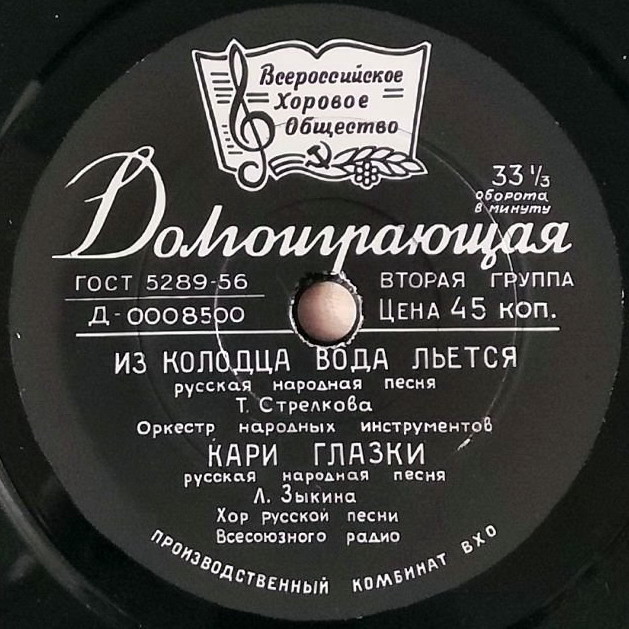 Всероссийское
Хоровое
Общество
33 1/3
оборота
в минуту
Долгоиграющая
ГОСТ 5289-56
ВТОРАЯ ГРУППА
Д-0008500
ЦЕНА 45 КОП.
ИЗ КОЛОДЦА ВОДА ЛЬЕТСЯ
русская народная песня
Т. Стрелкова
Оркестр народных инструментов
КАРИ ГЛАЗКИ
русская народная песня
Л. Зыкина
Хор русской песни
Всесоюзного радио
ПРОИЗВОДСТВЕННЫЙ КОМБИНАТ ВХО